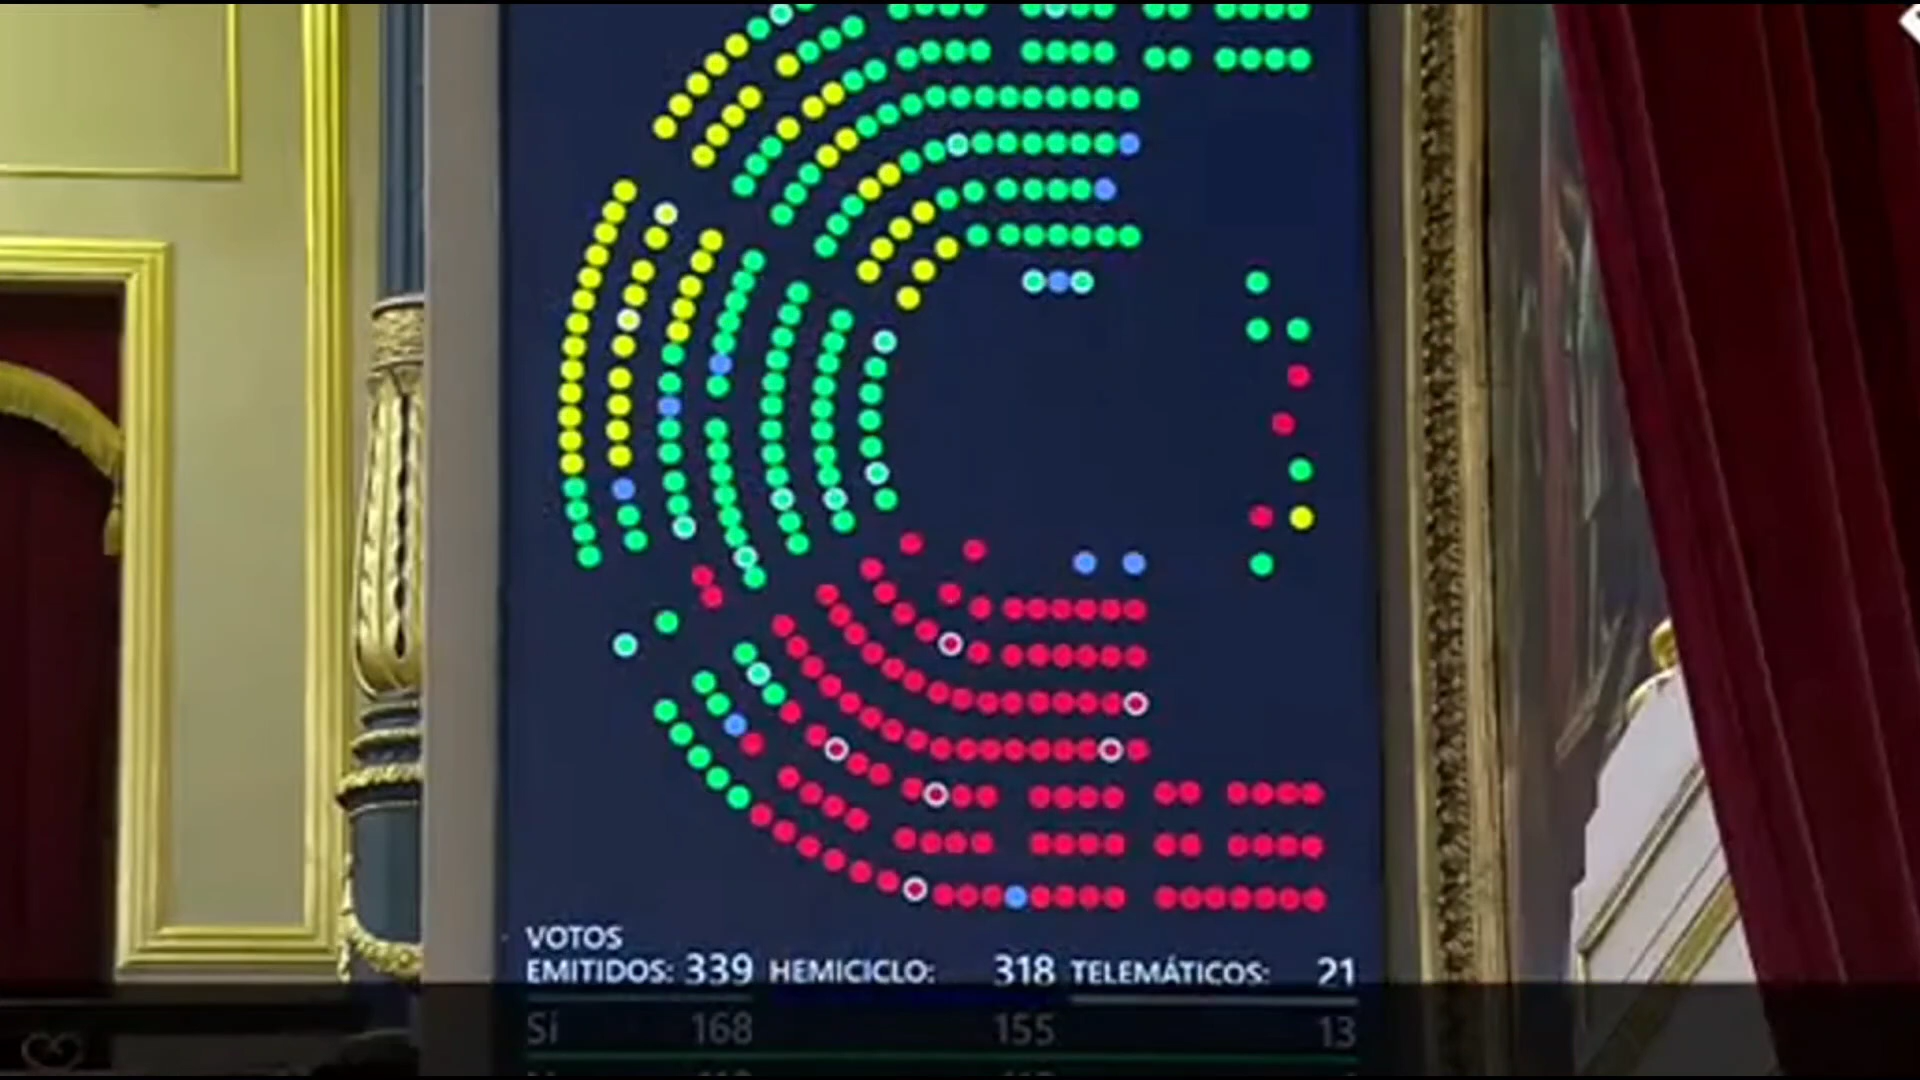 VOTOS
EMITIDOS: 339 HEMICICLO: 318 TELEMÁTICOS: 21
Sí 168 155 13